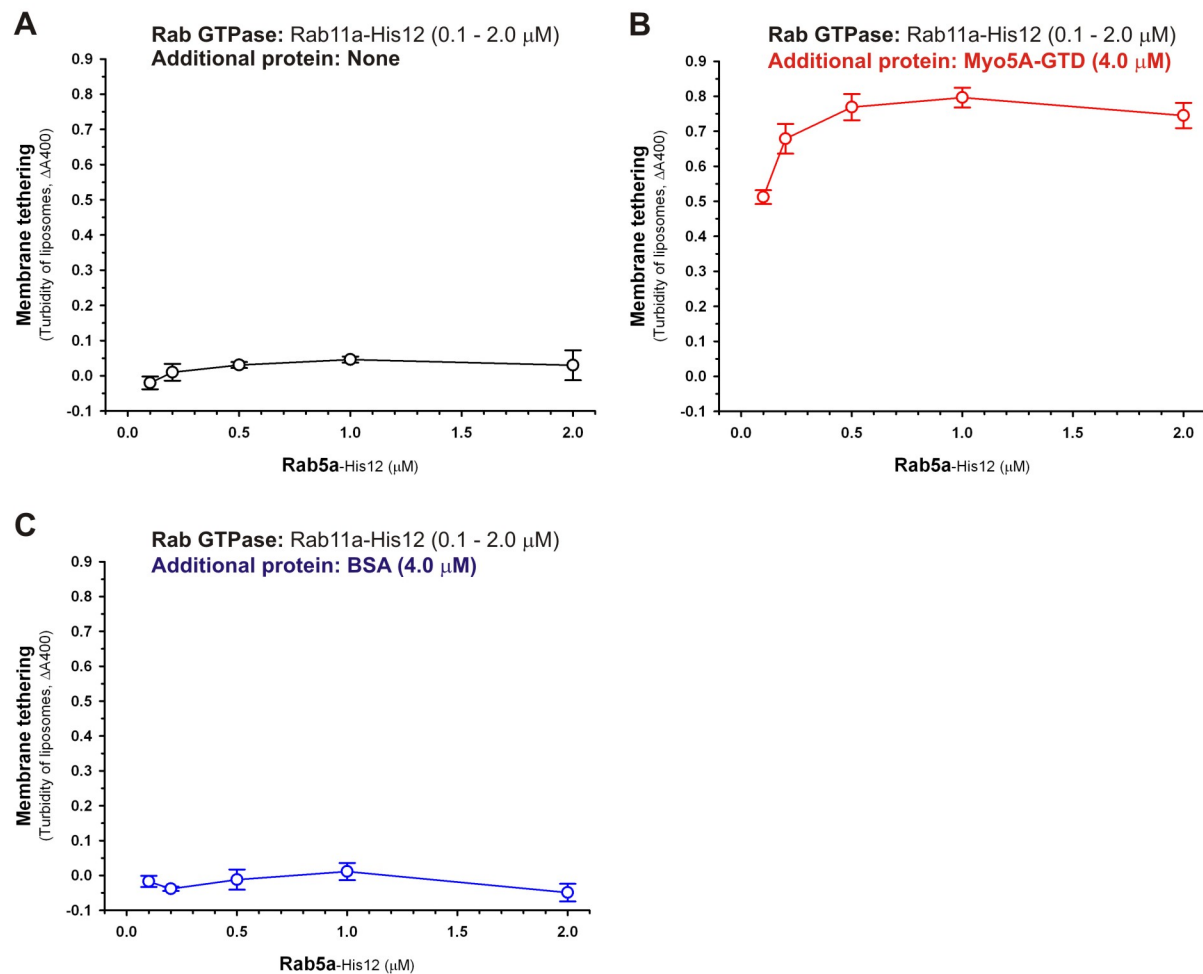 A
Rab GTPase: Rab11a-His12 (0.1 - 2.0 μM)
Additional protein: None
Membrane tethering
(Turbidity of liposomes, ΔA400)
0.9
0.8
0.7
0.6
0.5
0.4
0.3
0.2
0.1
0.0
-0.1
0.0 0.5 1.0 1.5 2.0
Rab5a-His12 (μM)
B
Rab GTPase: Rab11a-His12 (0.1 - 2.0 μM)
Additional protein: Myo5A-GTD (4.0 μM)
Membrane tethering
(Turbidity of liposomes, ΔA400)
0.9
0.8
0.7
0.6
0.5
0.4
0.3
0.2
0.1
0.0
-0.1
0.0 0.5 1.0 1.5 2.0
Rab5a-His12 (μM)
C
Rab GTPase: Rab11a-His12 (0.1 - 2.0 μM)
Additional protein: BSA (4.0 μM)
Membrane tethering
(Turbidity of liposomes, ΔA400)
0.9
0.8
0.7
0.6
0.5
0.4
0.3
0.2
0.1
0.0
-0.1
0.0 0.5 1.0 1.5 2.0
Rab5a-His12 (μM)